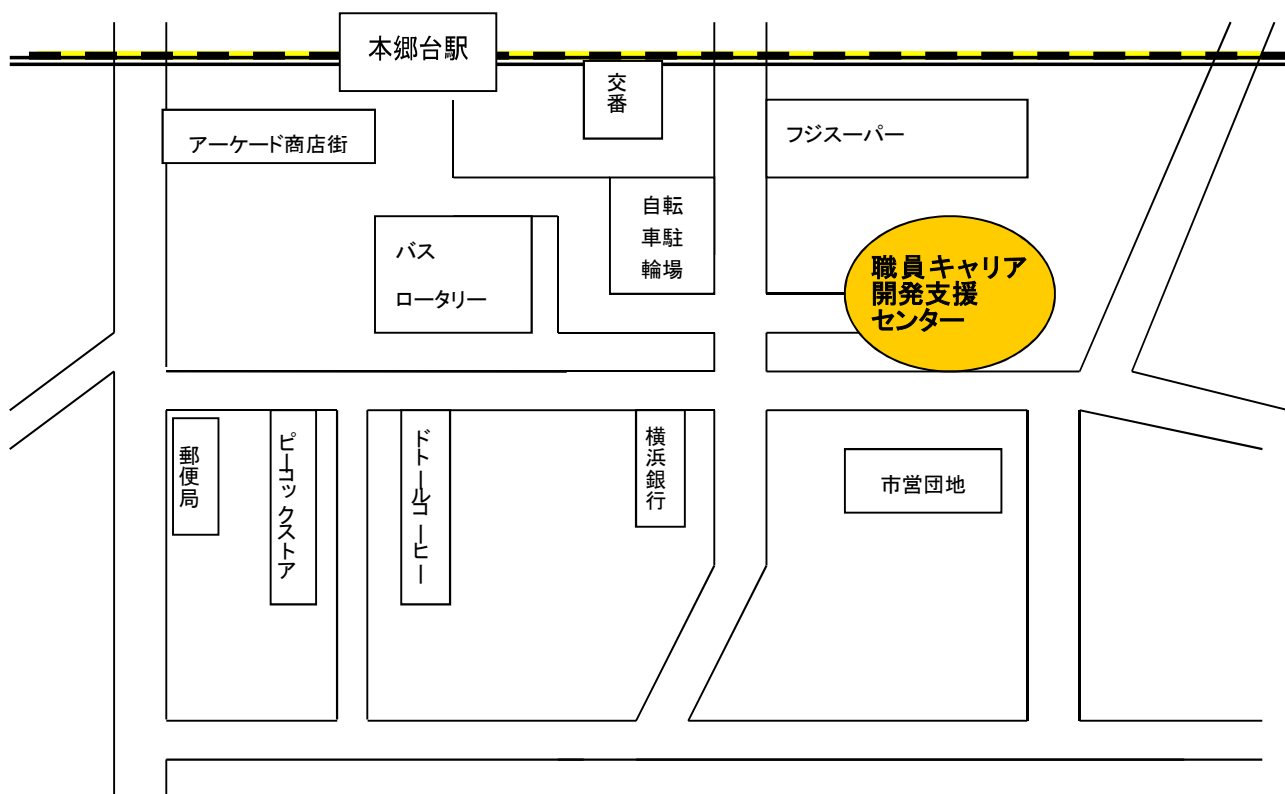 本郷台駅
交
番
アーケード商店街
フジスーパー
自転
車駐
輪場
バス
ロータリー
職員キャリア
開発支援
センター
郵便局
ピーコックストア
ドトールコーヒー
横浜銀行
市営団地